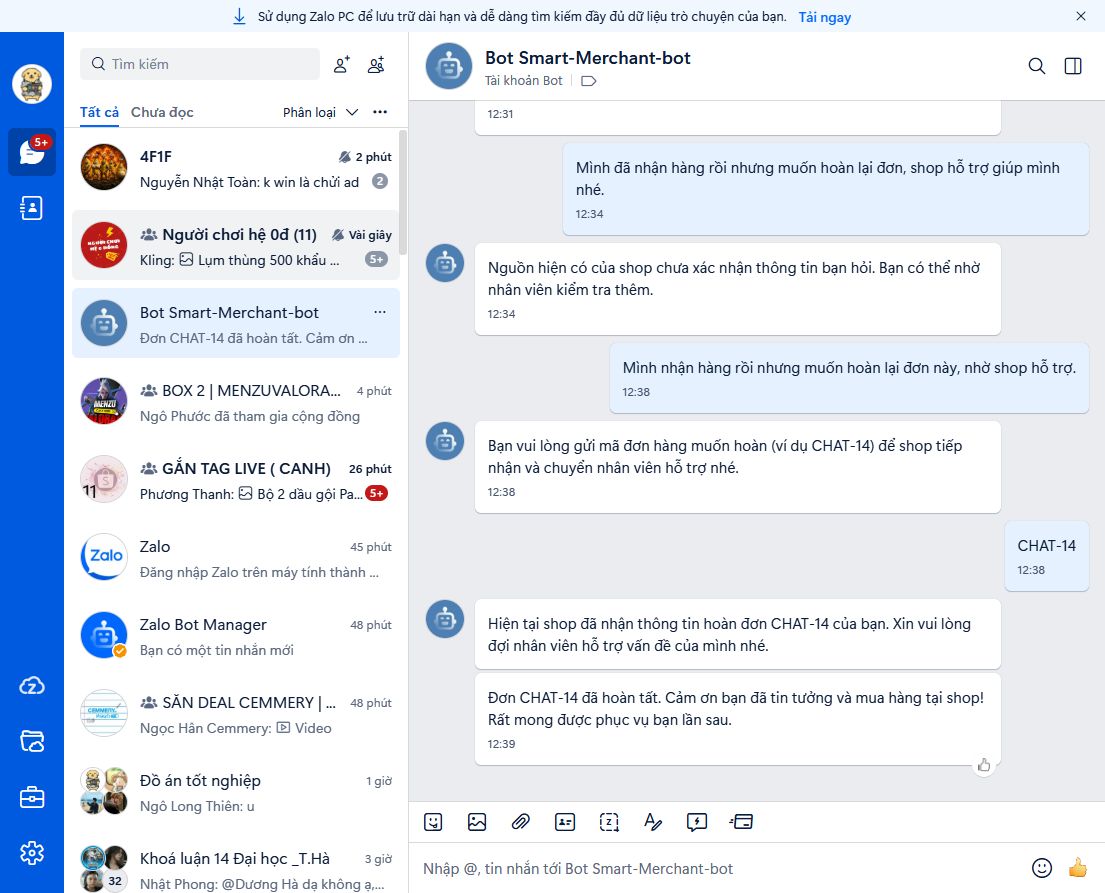 Sử dụng Zalo PC để lưu trữ dài hạn và dễ dàng tìm kiếm đầy đủ dữ liệu trò chuyện của bạn. Tải ngay
5+
Tìm kiếm
Tất cả Chưa đọc Phân loại
4F1F 2 phút
Nguyễn Nhật Toàn: k win là chửi ad 2
NGƯỜI CHƠI
HỆ 0 ĐỒNG
Người chơi hệ 0đ (11) Vài giây
Kling: Lụm thùng 500 khẩu ... 5+
Bot Smart-Merchant-bot
Đơn CHAT-14 đã hoàn tất. Cảm ơn ...
MENZU
BOX 2 | MENZUVALORA... 4 phút
Ngô Phước đã tham gia cộng đồng
11
GẮN TAG LIVE ( CANH) 26 phút
Phương Thanh: Bộ 2 dầu gội Pa... 5+
Zalo
Zalo 45 phút
Đăng nhập Zalo trên máy tính thành ...
Zalo Bot Manager 48 phút
Bạn có một tin nhắn mới
CEMMERY
SĂN DEAL CEMMERY | ... 48 phút
Ngọc Hân Cemmery: Video
Đồ án tốt nghiệp 1 giờ
Ngô Long Thiên: u
Khoá luận 14 Đại học _T.Hà 3 giờ
32
Nhật Phong: @Dương Hà dạ không ạ,...
Bot Smart-Merchant-bot
Tài khoản Bot
12:31
Mình đã nhận hàng rồi nhưng muốn hoàn lại đơn, shop hỗ trợ giúp mình
nhé.
12:34
Nguồn hiện có của shop chưa xác nhận thông tin bạn hỏi. Bạn có thể nhờ
nhân viên kiểm tra thêm.
12:34
Mình nhận hàng rồi nhưng muốn hoàn lại đơn này, nhờ shop hỗ trợ.
12:38
Bạn vui lòng gửi mã đơn hàng muốn hoàn (ví dụ CHAT-14) để shop tiếp
nhận và chuyển nhân viên hỗ trợ nhé.
12:38
CHAT-14
12:38
Hiện tại shop đã nhận thông tin hoàn đơn CHAT-14 của bạn. Xin vui lòng
đợi nhân viên hỗ trợ vấn đề của mình nhé.
Đơn CHAT-14 đã hoàn tất. Cảm ơn bạn đã tin tưởng và mua hàng tại shop!
Rất mong được phục vụ bạn lần sau.
12:39
Nhập @, tin nhắn tới Bot Smart-Merchant-bot